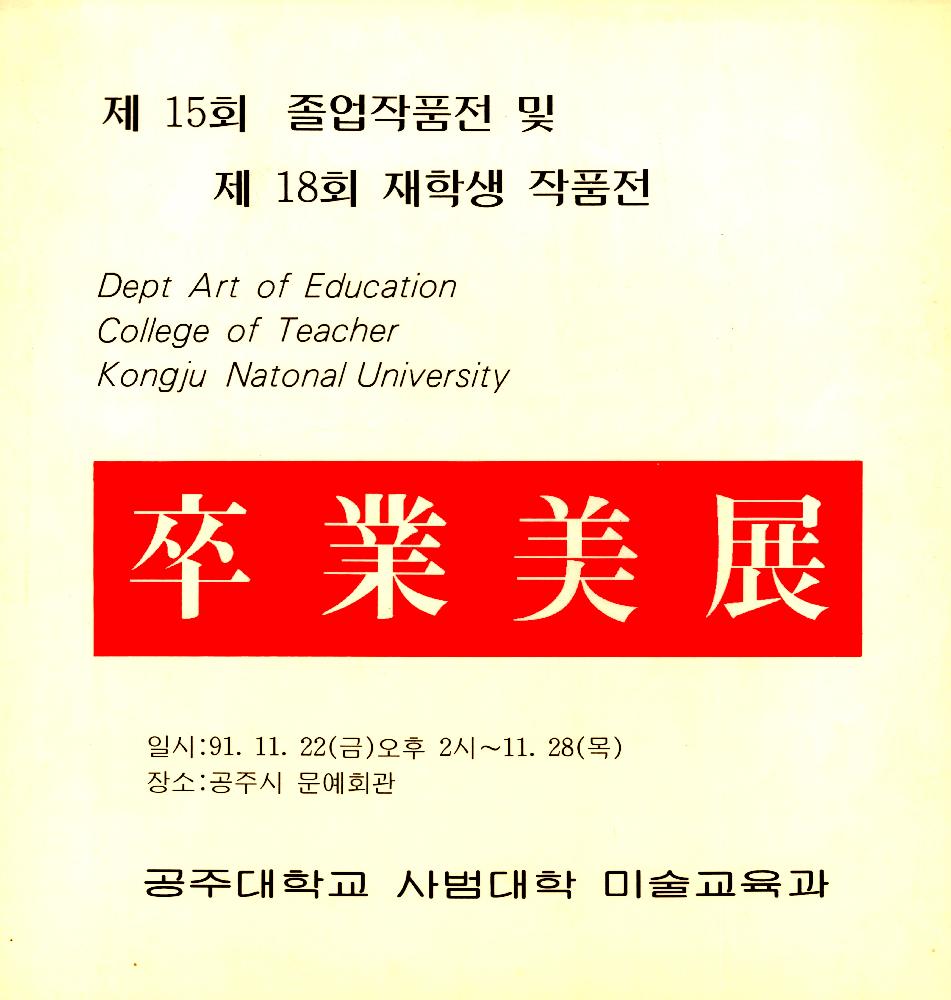 제 15회 졸업작품전 및
제 18회 재학생 작품전
Dept Art of Education
College of Teacher
Kongju Natonal University
卒業美展
일시:91. 11. 22(금)오후 2시~11. 28(목)
장소:공주시 문예회관
공주대학교 사범대학 미술교육과